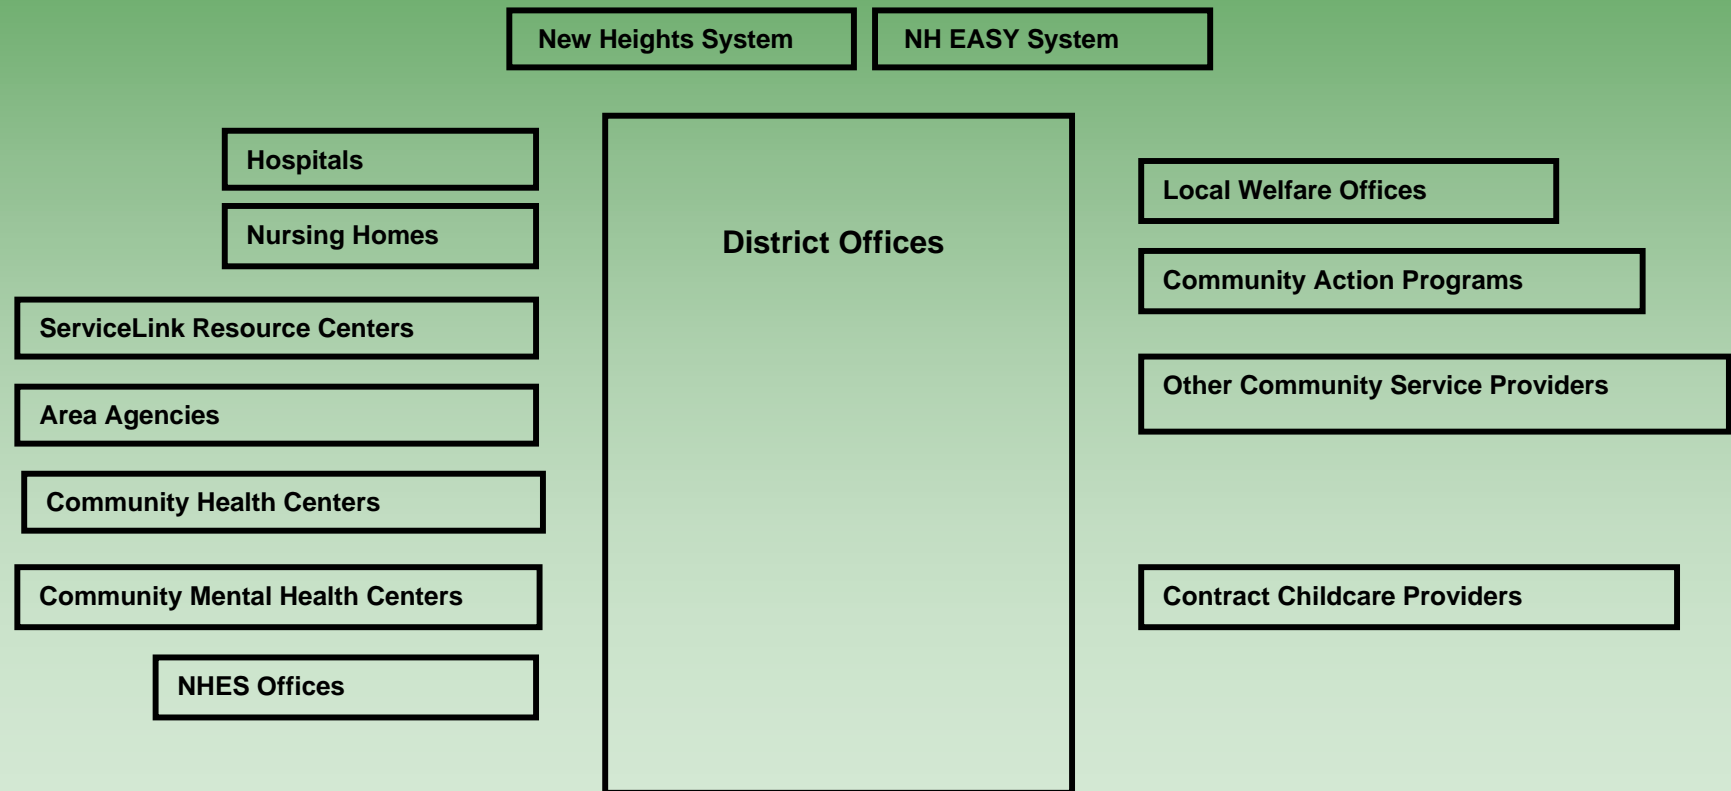 New Heights System
NH EASY System
Hospitals
Nursing Homes
ServiceLink Resource Centers
Area Agencies
Community Health Centers
Community Mental Health Centers
NHES Offices
District Offices
Local Welfare Offices
Community Action Programs
Other Community Service Providers
Contract Childcare Providers